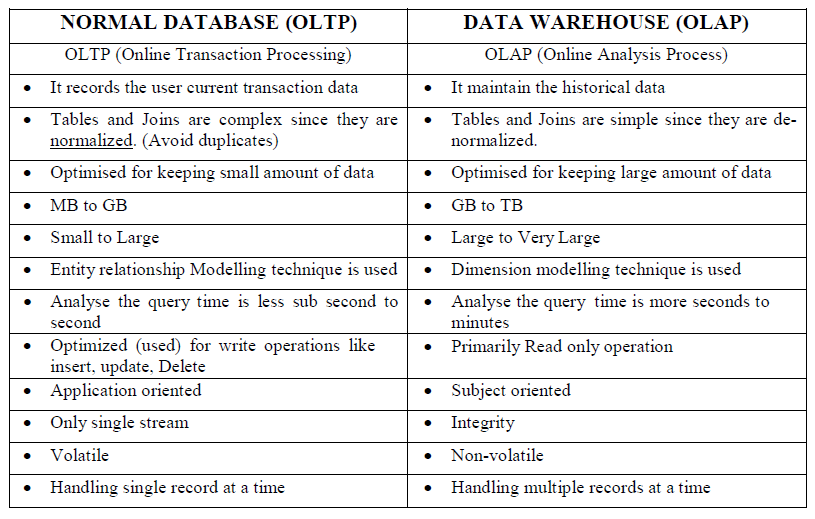 NORMAL DATABASE (OLTP)
DATA WAREHOUSE (OLAP)
OLTP (Online Transaction Processing)
OLAP (Online Analysis Process)
• It records the user current transaction data
• It maintain the historical data
• Tables and Joins are complex since they are
normalized. (Avoid duplicates)
• Tables and Joins are simple since they are de-
normalized.
• Optimised for keeping small amount of data
• Optimised for keeping large amount of data
• MB to GB
• GB to TB
• Small to Large
• Large to Very Large
• Entity relationship Modelling technique is used
• Dimension modelling technique is used
• Analyse the query time is less sub second to
second
• Analyse the query time is more seconds to
minutes
• Optimized (used) for write operations like
insert, update, Delete
• Primarily Read only operation
• Application oriented
• Subject oriented
• Only single stream
• Integrity
• Volatile
• Non-volatile
• Handling single record at a time
• Handling multiple records at a time